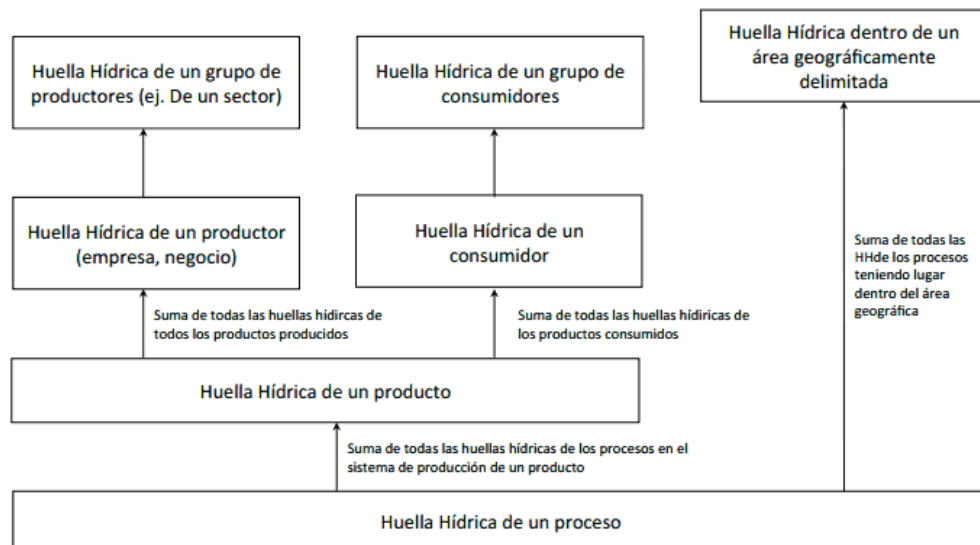 Huella Hídrica de un grupo de
productores (ej. De un sector)
Huella Hídrica de un grupo de
consumidores
Huella Hídrica dentro de un
área geográficamente
delimitada
Huella Hídrica de un productor
(empresa, negocio)
Huella Hídrica de un
consumidor
Suma de todas las
HHde los procesos
teniendo lugar
dentro del área
geográfica
Suma de todas las huellas hídircas de
todos los productos producidos
Suma de todas las huellas hídiricas de
los productos consumidos
Huella Hídrica de un producto
Suma de todas las huellas hídricas de los procesos en el
sistema de producción de un producto
Huella Hídrica de un proceso